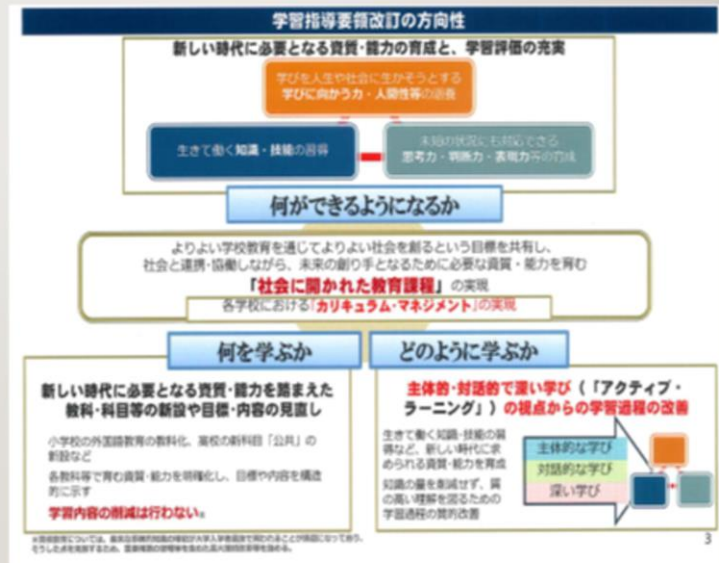 学習指導要領改訂の方向性
新しい時代に必要となる資質・能力の育成と、学習評価の充実
学びを人生や社会に生かそうとする
学びに向かう力・人間性等の涵養
生きて働く知識・技能の習得
未知の状況にも対応できる
思考力・判断力・表現力等の育成
何ができるようになるか
よりよい学校教育を通じてよりよい社会を創るという目標を共有し、
社会と連携・協働しながら、未来の創り手となるために必要な資質・能力を育む
「社会に開かれた教育課程」の実現
各学校における「カリキュラム・マネジメント」の実現
何を学ぶか
どのように学ぶか
新しい時代に必要となる資質・能力を踏まえた
教科・科目等の新設や目標・内容の見直し
小学校の外国語教育の教科化、高校の新科目「公共」の
新設など
各教科等で育む資質・能力を明確化し、目標や内容を構造
的に示す
学習内容の削減は行わない※
主体的・対話的で深い学び(「アクティブ・
ラーニング」)の視点からの学習過程の改善
生きて働く知識・技能の習
得など、新しい時代に求
められる資質・能力を育成
知識の量を削減せず、質
の高い理解を図るための
学習過程の質的改善
主体的な学び
対話的な学び
深い学び
3